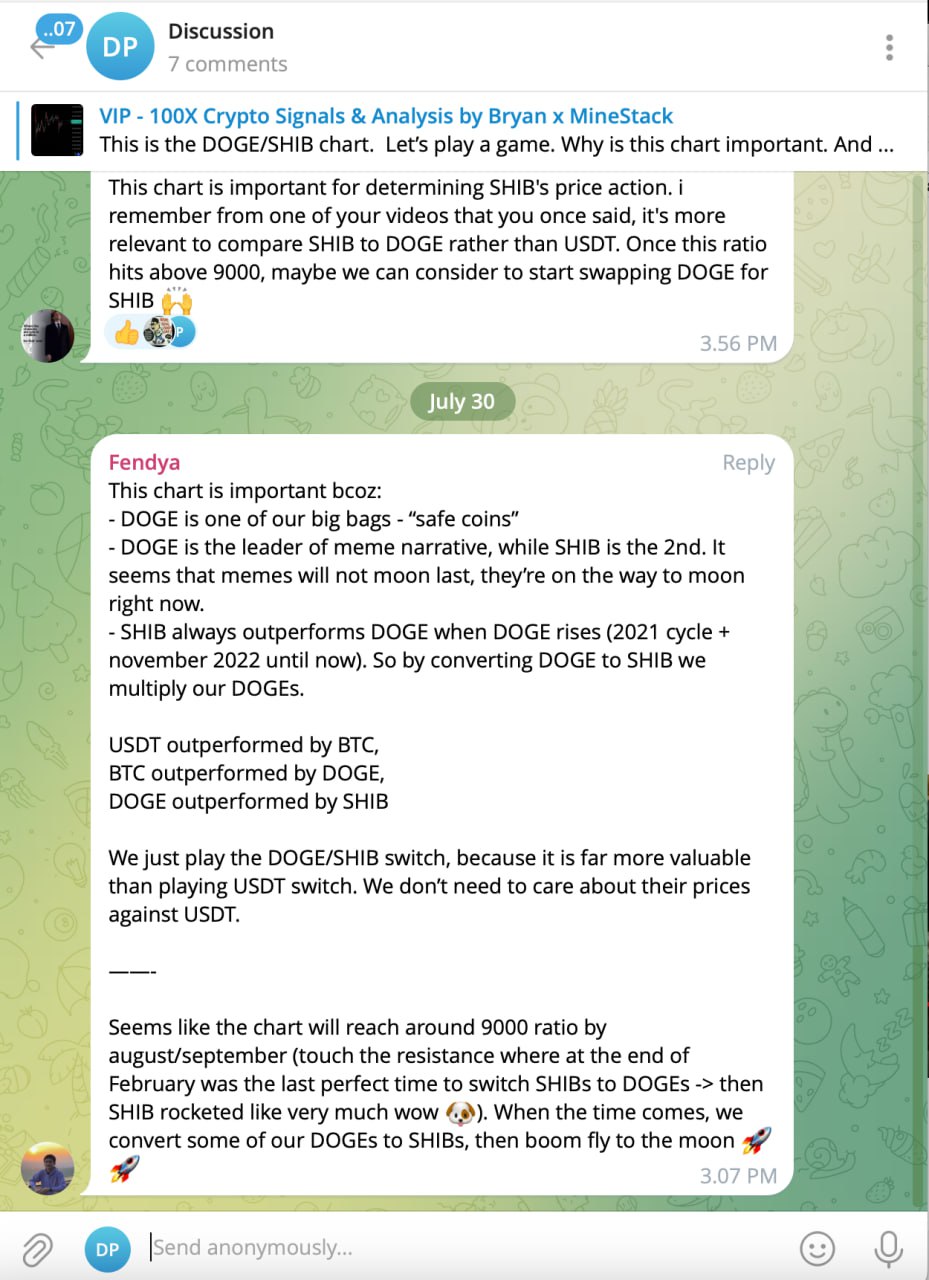 ..07
DP
Discussion
7 comments
VIP - 100X Crypto Signals & Analysis by Bryan x MineStack
This is the DOGE/SHIB chart.  Let’s play a game. Why is this chart important. And ...
This chart is important for determining SHIB's price action. i
remember from one of your videos that you once said, it's more
relevant to compare SHIB to DOGE rather than USDT. Once this ratio
hits above 9000, maybe we can consider to start swapping DOGE for
SHIB 🙌
👍 P
3.56 PM
July 30
Fendya
Reply
This chart is important bcoz:
- DOGE is one of our big bags - “safe coins”
- DOGE is the leader of meme narrative, while SHIB is the 2nd. It
seems that memes will not moon last, they’re on the way to moon
right now.
- SHIB always outperforms DOGE when DOGE rises (2021 cycle +
november 2022 until now). So by converting DOGE to SHIB we
multiply our DOGEs.
USDT outperformed by BTC,
BTC outperformed by DOGE,
DOGE outperformed by SHIB
We just play the DOGE/SHIB switch, because it is far more valuable
than playing USDT switch. We don’t need to care about their prices
against USDT.
——-
Seems like the chart will reach around 9000 ratio by
august/september (touch the resistance where at the end of
February was the last perfect time to switch SHIBs to DOGEs -> then
SHIB rocketed like very much wow 🐶). When the time comes, we
convert some of our DOGEs to SHIBs, then boom fly to the moon 🚀
🚀
3.07 PM
DP
Send anonymously...